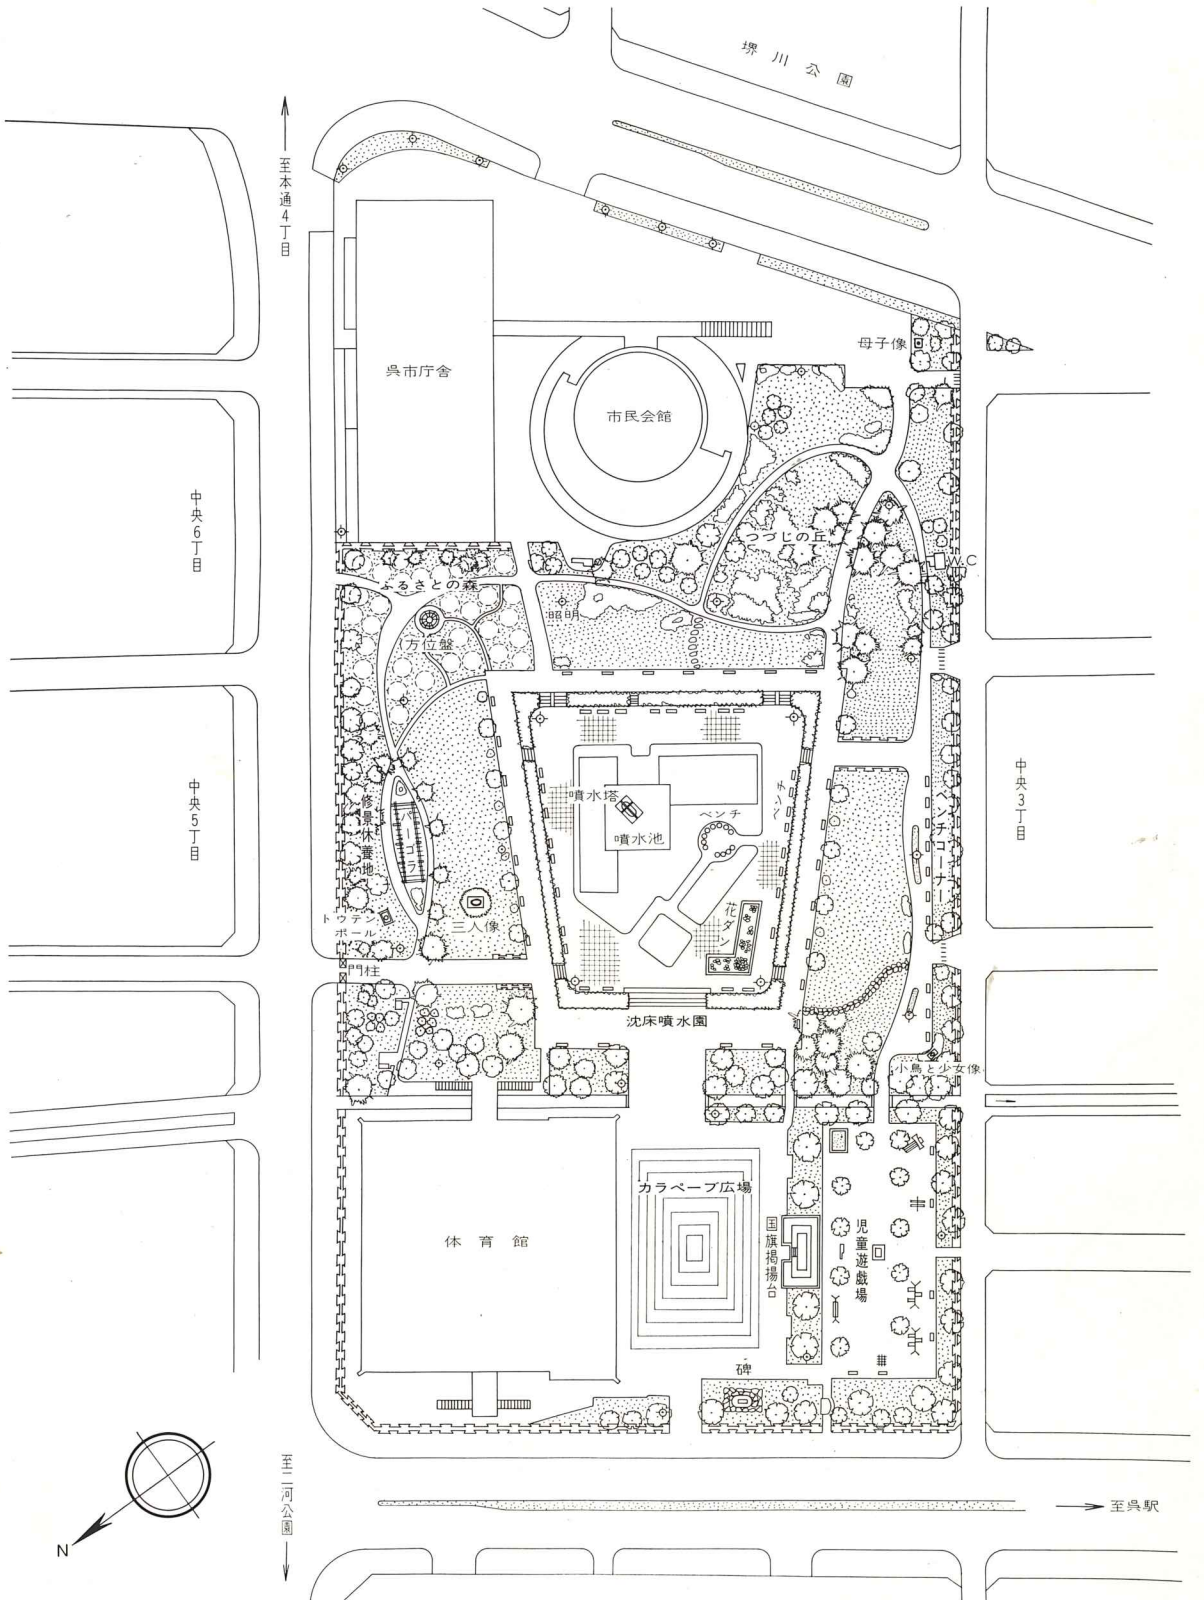 堺川公園
至本通4丁目
母子像
呉市庁舎
市民会館
中央6丁目
つつじの丘
W.C
ふるさとの森
照明
方位盤
中央5丁目
修景休養地
パーゴラ
噴水塔
噴水池
ベンチ
ベンチ
ベンチコーナー
中央3丁目
花ダン
トゥテン
ポール
三人像
門柱
沈床噴水園
小鳥と少女像
カラペーブ広場
体育館
国旗掲揚台
児童遊戯場
碑
至二河公園
至呉駅
N